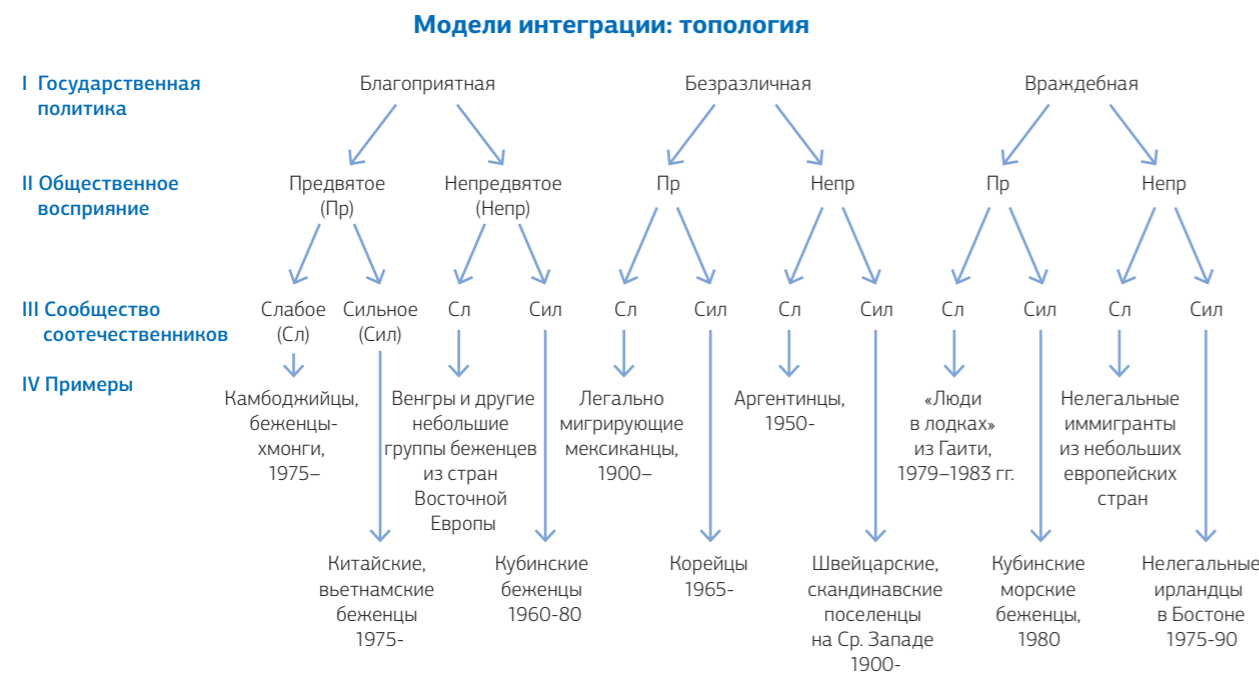 Модели интеграции: топология
I Государственная
политика
Благоприятная
Безразличная
Враждебная
II Общественное
восприяние
Предвятое
(Пр)
Непредвятое
(Непр)
Пр
Непр
Пр
Непр
III Сообщество
соотечественников
Слабое
(Сл)
Сильное
(Сил)
Сл
Сил
Сл
Сил
Сл
Сил
Сл
Сил
Сл
Сил
IV Примеры
Камбоджийцы,
беженцы-
хмонги,
1975–
Венгры и другие
небольшие
группы беженцев
из стран
Восточной
Европы
Легально
мигрирующие
мексиканцы,
1900–
Аргентинцы,
1950-
«Люди
в лодках»
из Гаити,
1979–1983 гг.
Нелегальные
иммигранты
из небольших
европейских
стран
Китайские,
вьетнамские
беженцы
1975-
Кубинские
беженцы
1960-80
Корейцы
1965-
Швейцарские,
скандинавские
поселенцы
на Ср. Западе
1900-
Кубинские
морские
беженцы,
1980
Нелегальные
ирландцы
в Бостоне
1975-90